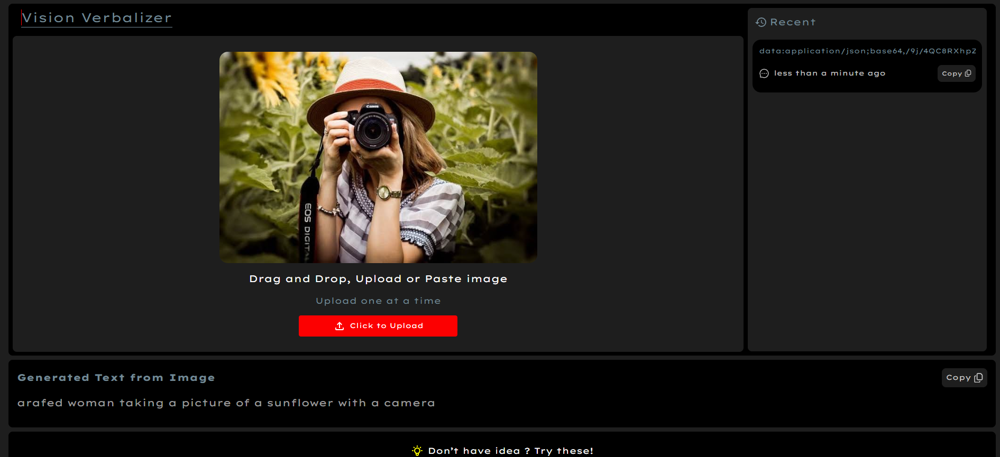 Vision Verbalizer
Canon
EOS DIGITAL
Drag and Drop, Upload or Paste image
Upload one at a time
Click to Upload
Recent
data:application/json;base64,/9j/4QC8RXhpZ
less than a minute ago
Copy
Generated Text from Image
Copy
arafed woman taking a picture of a sunflower with a camera
Don’t have idea ? Try these!